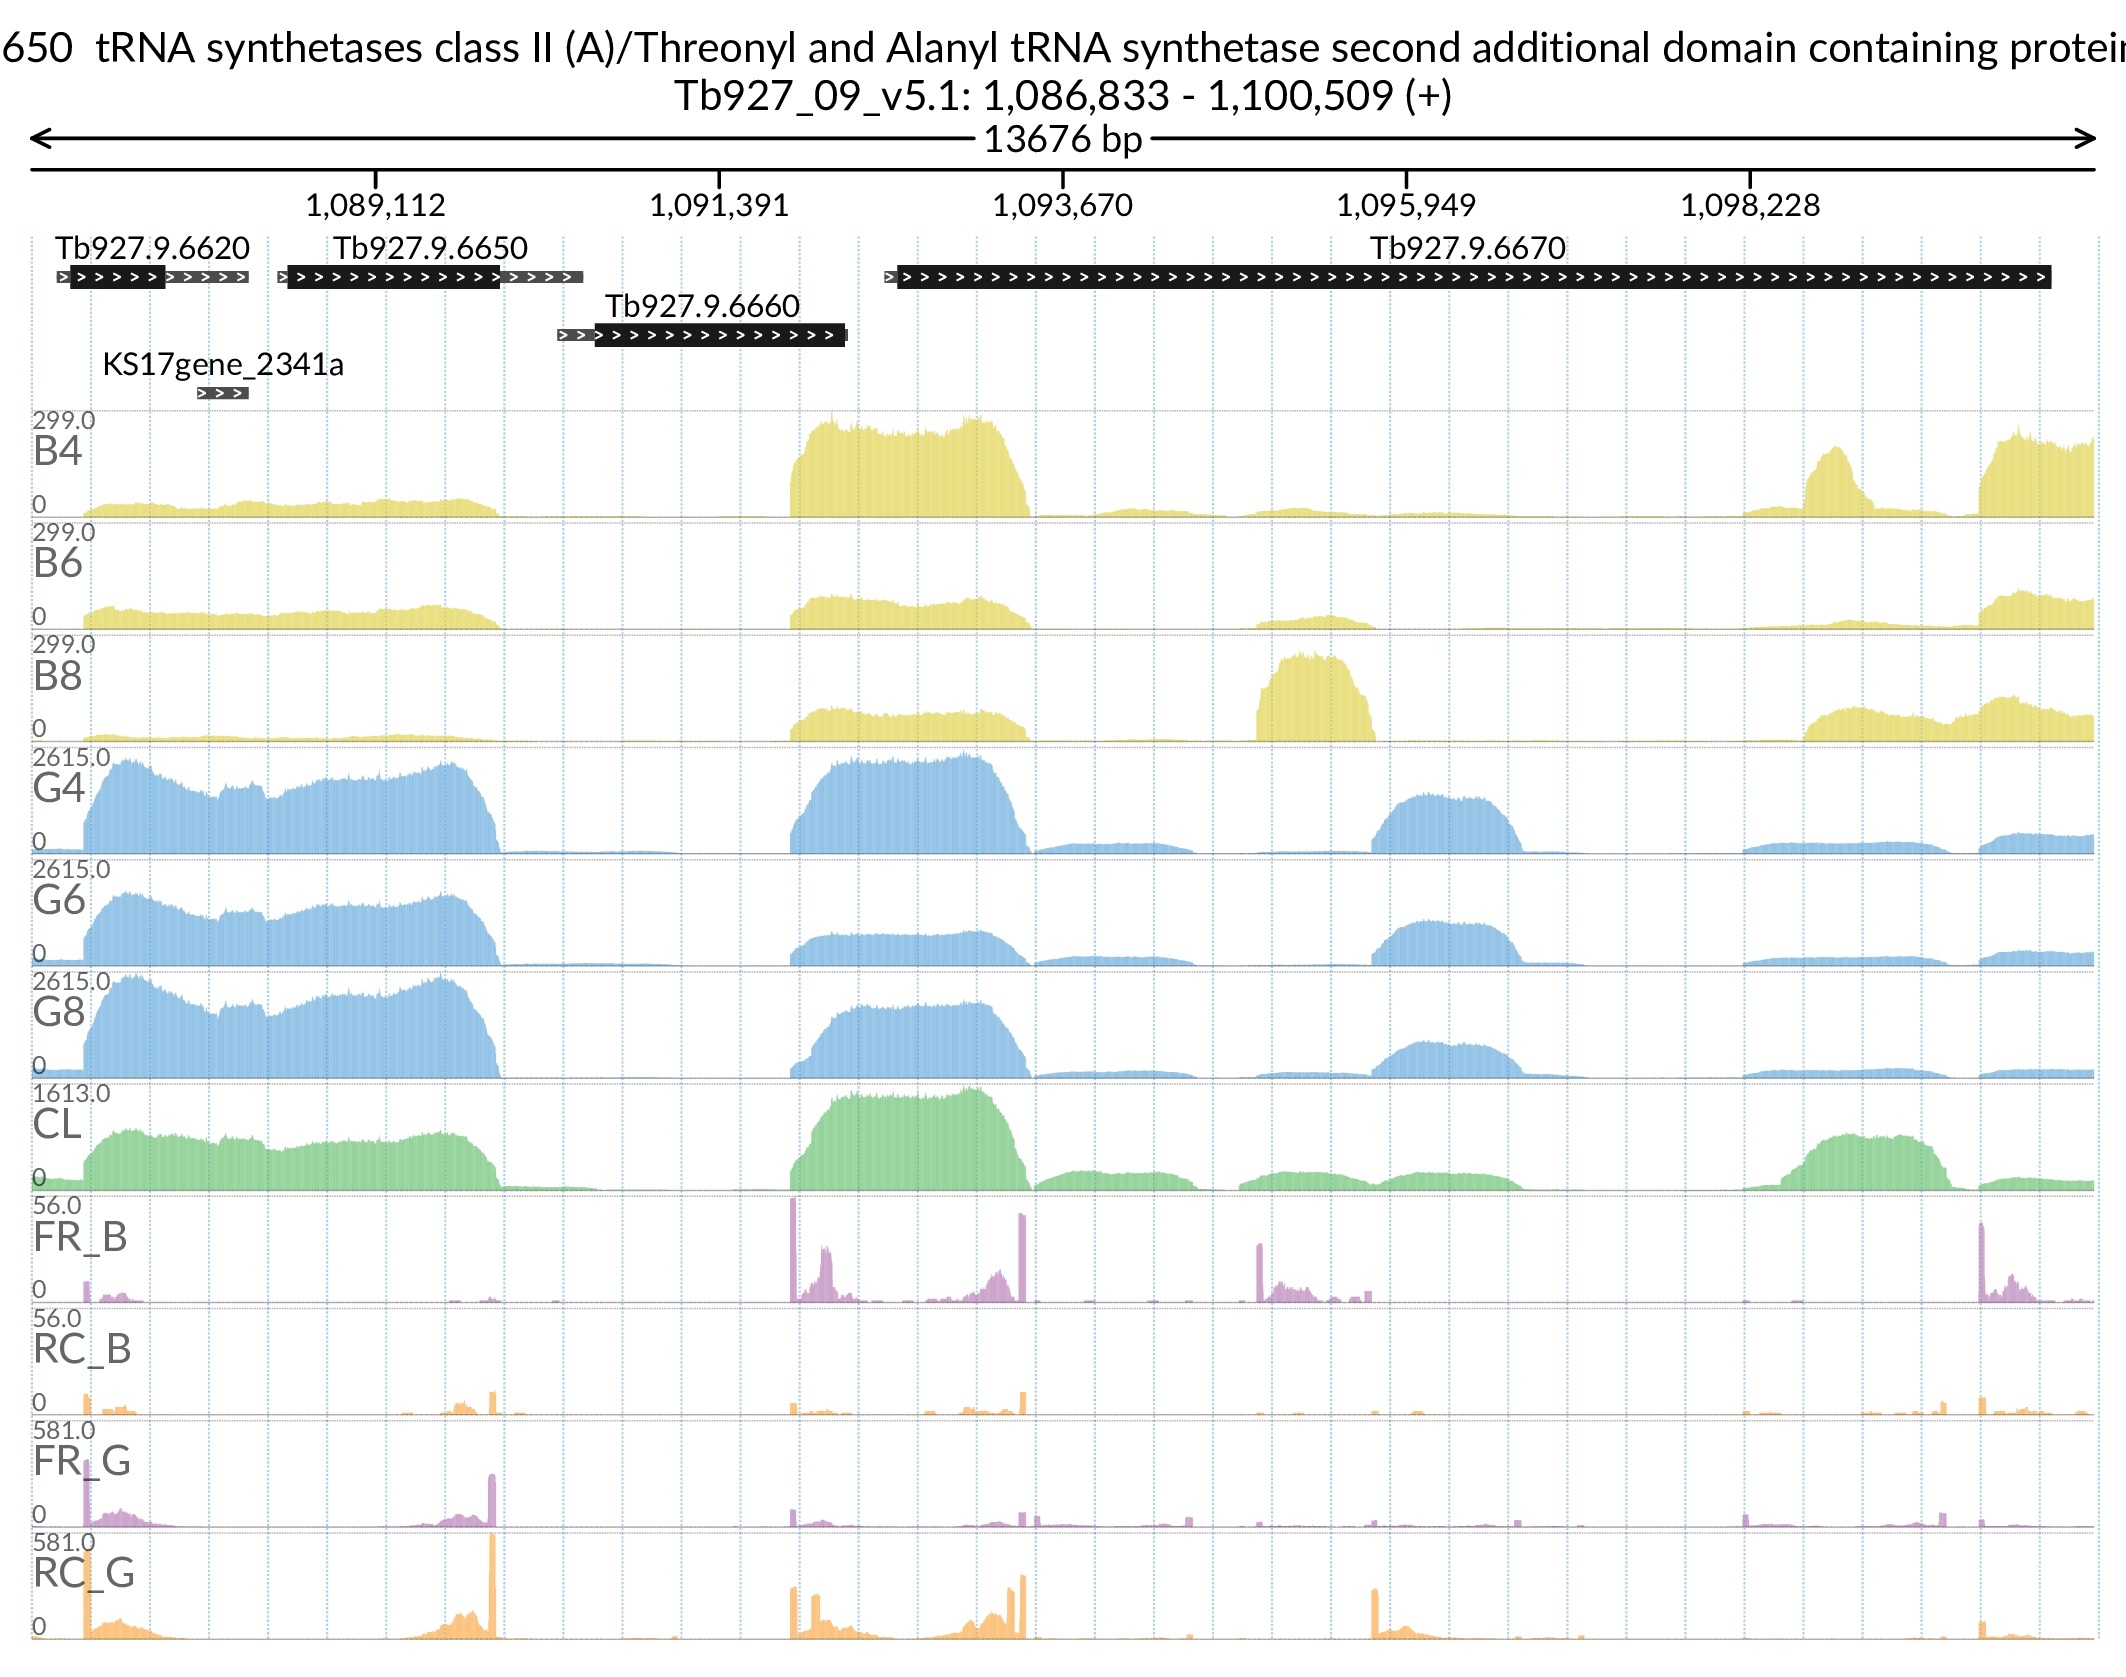 650 tRNA synthetases class II (A)/Threonyl and Alanyl tRNA synthetase second additional domain containing protein
Tb927_09_v5.1: 1,086,833 - 1,100,509 (+)
13676 bp
1,089,112 1,091,391 1,093,670 1,095,949 1,098,228
Tb927.9.6620 Tb927.9.6650 Tb927.9.6670
Tb927.9.6660
KS17gene_2341a
299.0
B4
0
299.0
B6
0
299.0
B8
0
2615.0
G4
0
2615.0
G6
0
2615.0
G8
0
1613.0
CL
0
56.0
FR_B
0
56.0
RC_B
0
581.0
FR_G
0
581.0
RC_G
0